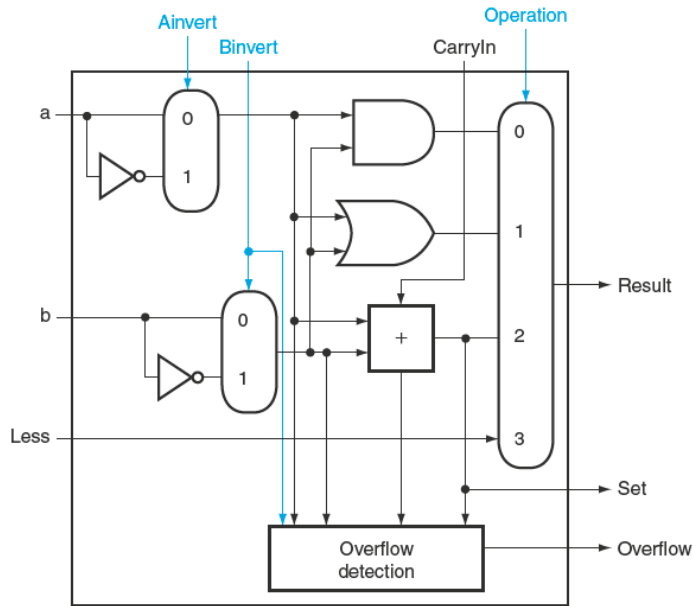 Ainvert
Operation
Binvert
CarryIn
a
0
0
1
1
Result
b
0
+
2
1
Less
3
Set
Overflow
detection
Overflow